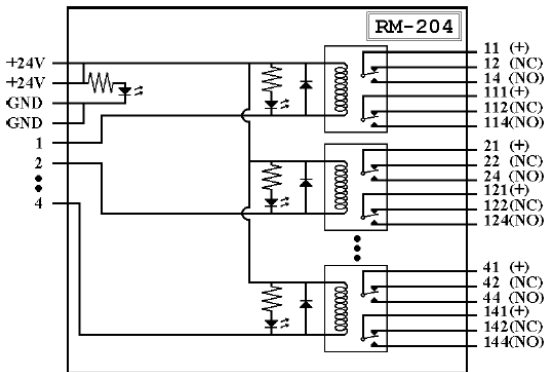 RM-204
+24V
+24V
GND
GND
1
2
4
11 (+)
12 (NC)
14 (NO)
111 (+)
112(NC)
114(NO)
21 (+)
22 (NC)
24 (NO)
121(+)
122(NC)
124(NO)
41 (+)
42 (NC)
44 (NO)
141(+)
142(NC)
144(NO)